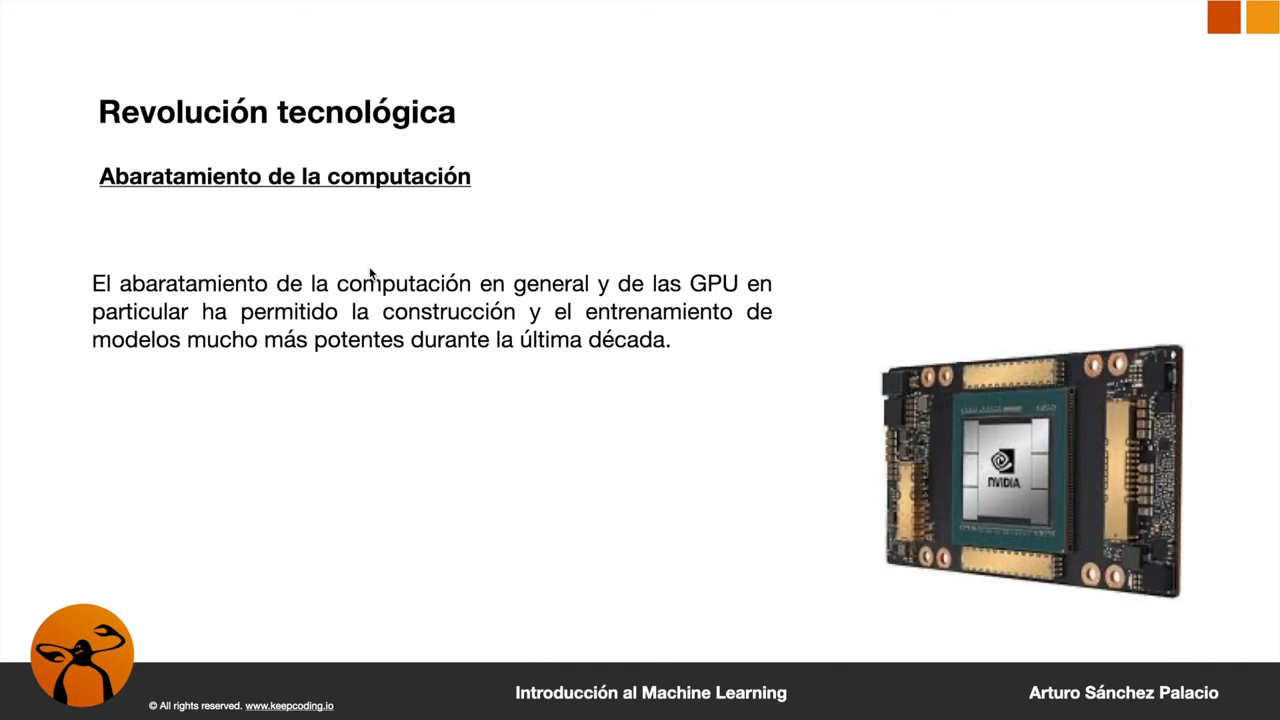 Revolución tecnológica
Abaratamiento de la computación
El abaratamiento de la computación en general y de las GPU en
particular ha permitido la construcción y el entrenamiento de
modelos mucho más potentes durante la última década.
NVIDIA
© All rights reserved. www.keepcoding.io
Introducción al Machine Learning
Arturo Sánchez Palacio